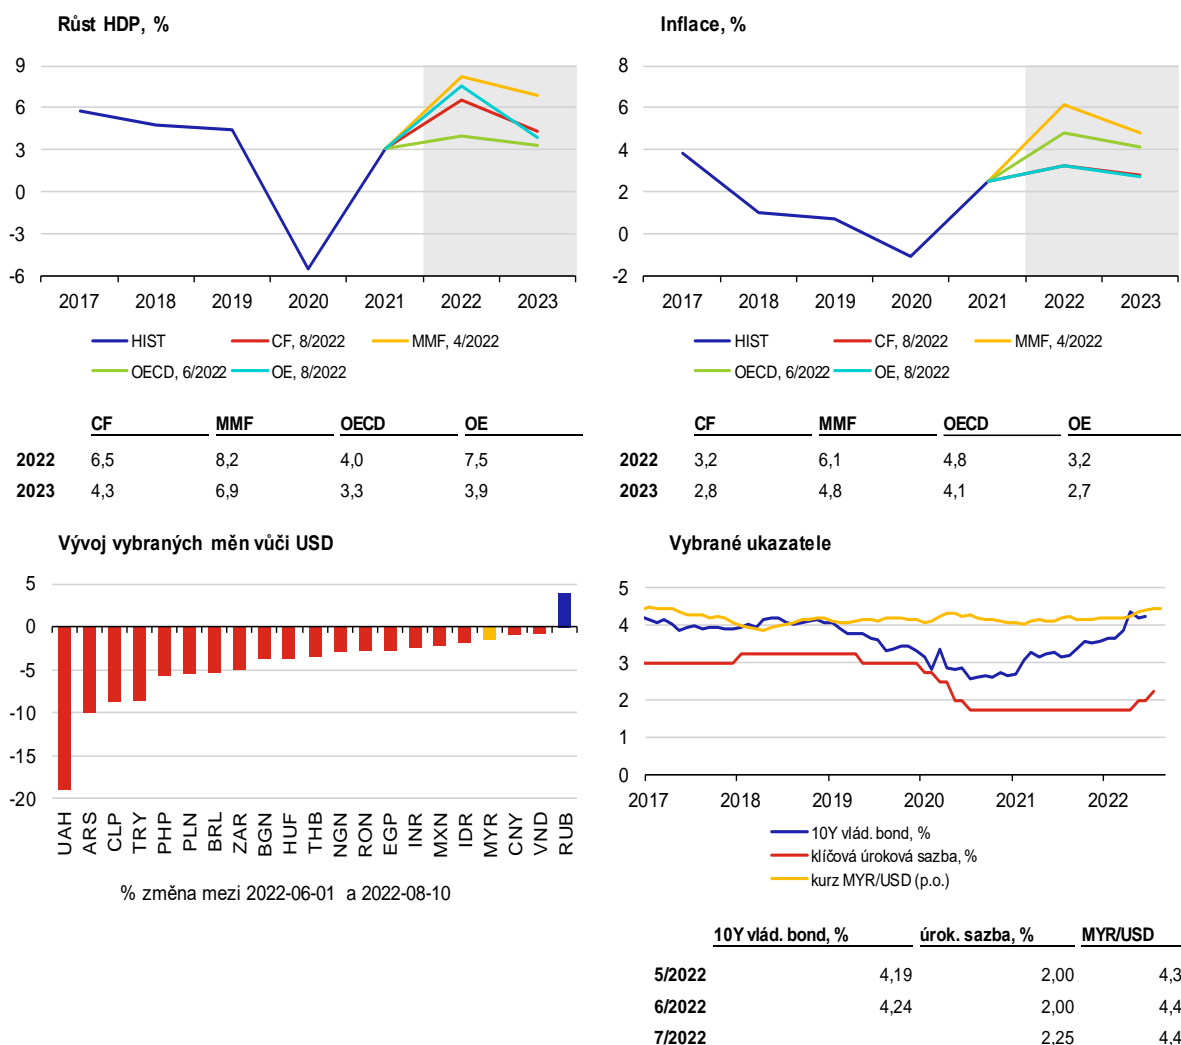 Růst HDP, %
9
6
3
0
-3
-6
2017 2018 2019 2020 2021 2022 2023
HIST CF, 8/2022 MMF, 4/2022
OECD, 6/2022 OE, 8/2022
CF MMF OECD OE
2022 6,5 8,2 4,0 7,5
2023 4,3 6,9 3,3 3,9
Inflace, %
8
6
4
2
0
-2
2017 2018 2019 2020 2021 2022 2023
HIST CF, 8/2022 MMF, 4/2022
OECD, 6/2022 OE, 8/2022
CF MMF OECD OE
2022 3,2 6,1 4,8 3,2
2023 2,8 4,8 4,1 2,7
Vývoj vybraných měn vůči USD
5
0
-5
-10
-15
-20
UAH ARS CLP TRY PHP PLN BRL ZAR BGN HUF THB NGN RON EGP INR MXN IDR MYR CNY VND RUB
% změna mezi 2022-06-01 a 2022-08-10
Vybrané ukazatele
5
4
3
2
1
0
2017 2018 2019 2020 2021 2022
10Y vlád. bond, %
klíčová úroková sazba, %
kurz MYR/USD (p.o.)
10Y vlád. bond, % úrok. sazba, % MYR/USD
5/2022 4,19 2,00 4,3
6/2022 4,24 2,00 4,4
7/2022 2,25 4,4